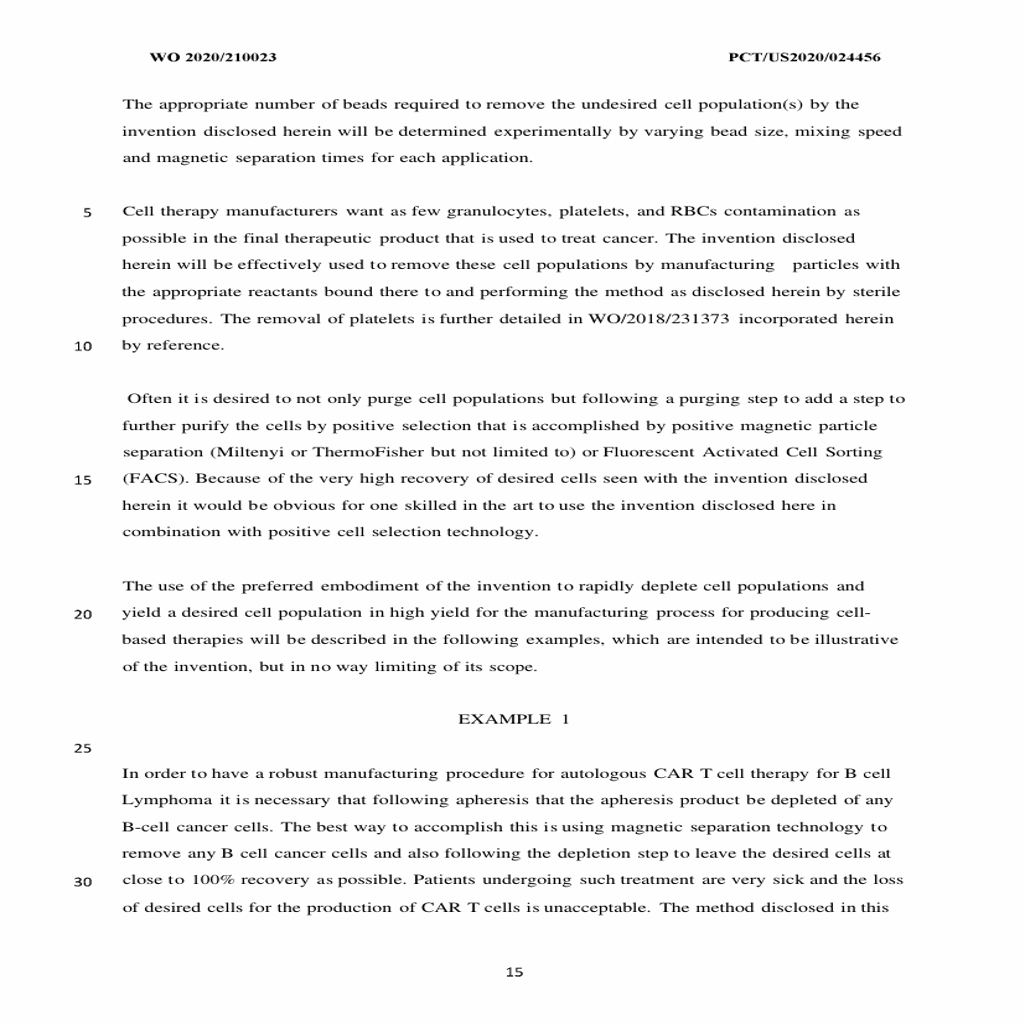 WO 2020/210023 PCT/US2020/024456
The appropriate number of beads required to remove the undesired cell population(s) by the
invention disclosed herein will be determined experimentally by varying bead size, mixing speed
and magnetic separation times for each application.
5 Cell therapy manufacturers want as few granulocytes, platelets, and RBCs contamination as
possible in the final therapeutic product that is used to treat cancer. The invention disclosed
herein will be effectively used to remove these cell populations by manufacturing particles with
the appropriate reactants bound there to and performing the method as disclosed herein by sterile
procedures. The removal of platelets is further detailed in WO/2018/231373 incorporated herein
10 by reference.
Often it is desired to not only purge cell populations but following a purging step to add a step to
further purify the cells by positive selection that is accomplished by positive magnetic particle
separation (Miltenyi or ThermoFisher but not limited to) or Fluorescent Activated Cell Sorting
15 (FACS). Because of the very high recovery of desired cells seen with the invention disclosed
herein it would be obvious for one skilled in the art to use the invention disclosed here in
combination with positive cell selection technology.
The use of the preferred embodiment of the invention to rapidly deplete cell populations and
20 yield a desired cell population in high yield for the manufacturing process for producing cell-
based therapies will be described in the following examples, which are intended to be illustrative
of the invention, but in no way limiting of its scope.
EXAMPLE 1
25
In order to have a robust manufacturing procedure for autologous CAR T cell therapy for B cell
Lymphoma it is necessary that following apheresis that the apheresis product be depleted of any
B-cell cancer cells. The best way to accomplish this is using magnetic separation technology to
remove any B cell cancer cells and also following the depletion step to leave the desired cells at
30 close to 100% recovery as possible. Patients undergoing such treatment are very sick and the loss
of desired cells for the production of CAR T cells is unacceptable. The method disclosed in this
15